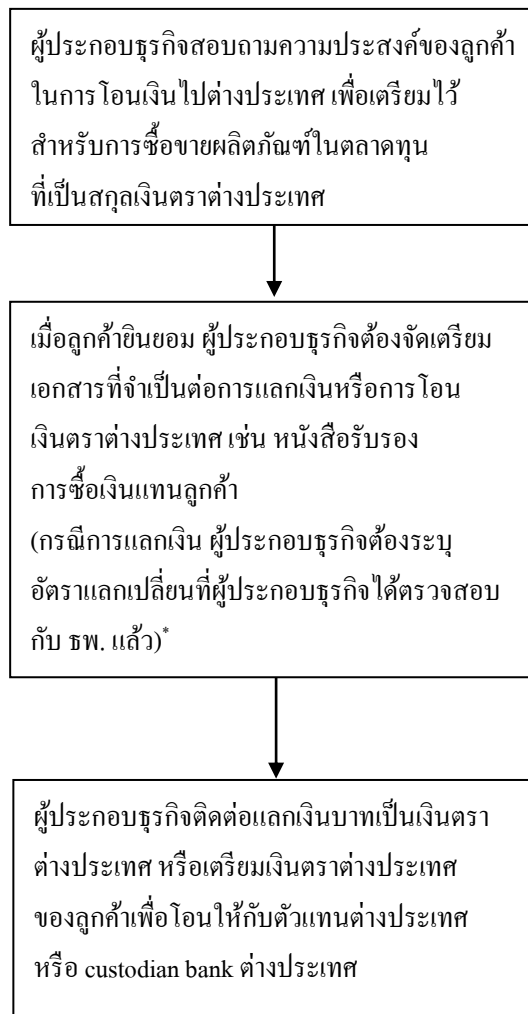 ผู้ประกอบธุรกิจสอบถามความประสงค์ของลูกค้า
ในการโอนเงินไปต่างประเทศ เพื่อเตรียมไว้
สำหรับการซื้อขายผลิตภัณฑ์ในตลาดทุน
ที่เป็นสกุลเงินตราต่างประเทศ
เมื่อลูกค้ายินยอม ผู้ประกอบธุรกิจต้องจัดเตรียม
เอกสารที่จำเป็นต่อการแลกเงินหรือการโอน
เงินตราต่างประเทศ เช่น หนังสือรับรอง
การซื้อเงินแทนลูกค้า
(กรณีการแลกเงิน ผู้ประกอบธุรกิจต้องระบุ
อัตราแลกเปลี่ยนที่ผู้ประกอบธุรกิจได้ตรวจสอบ
กับ ธพ. แล้ว)*
ผู้ประกอบธุรกิจติดต่อแลกเงินบาทเป็นเงินตรา
ต่างประเทศ หรือเตรียมเงินตราต่างประเทศ
ของลูกค้าเพื่อโอนให้กับตัวแทนต่างประเทศ
หรือ custodian bank ต่างประเทศ